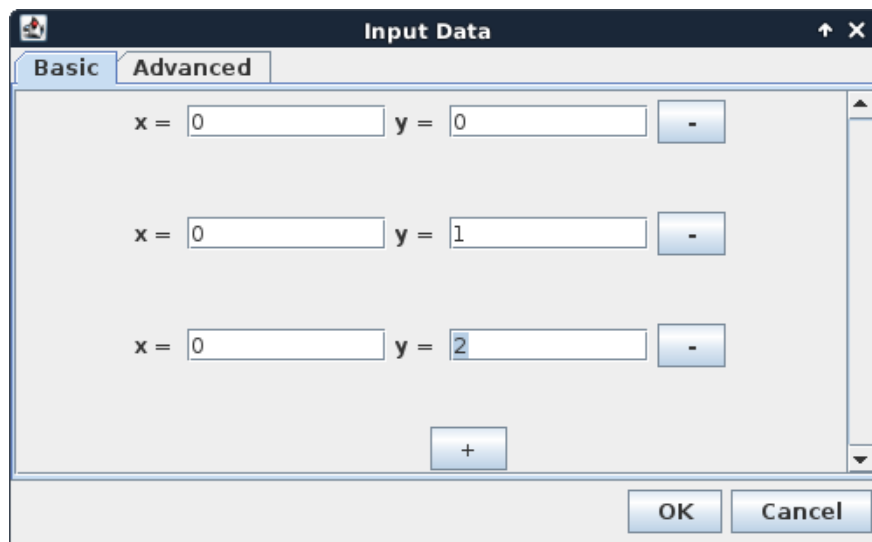 Input Data
Basic Advanced
x = 0 y = 0 -
x = 0 y = 1 -
x = 0 y = 2 -
+
OK Cancel